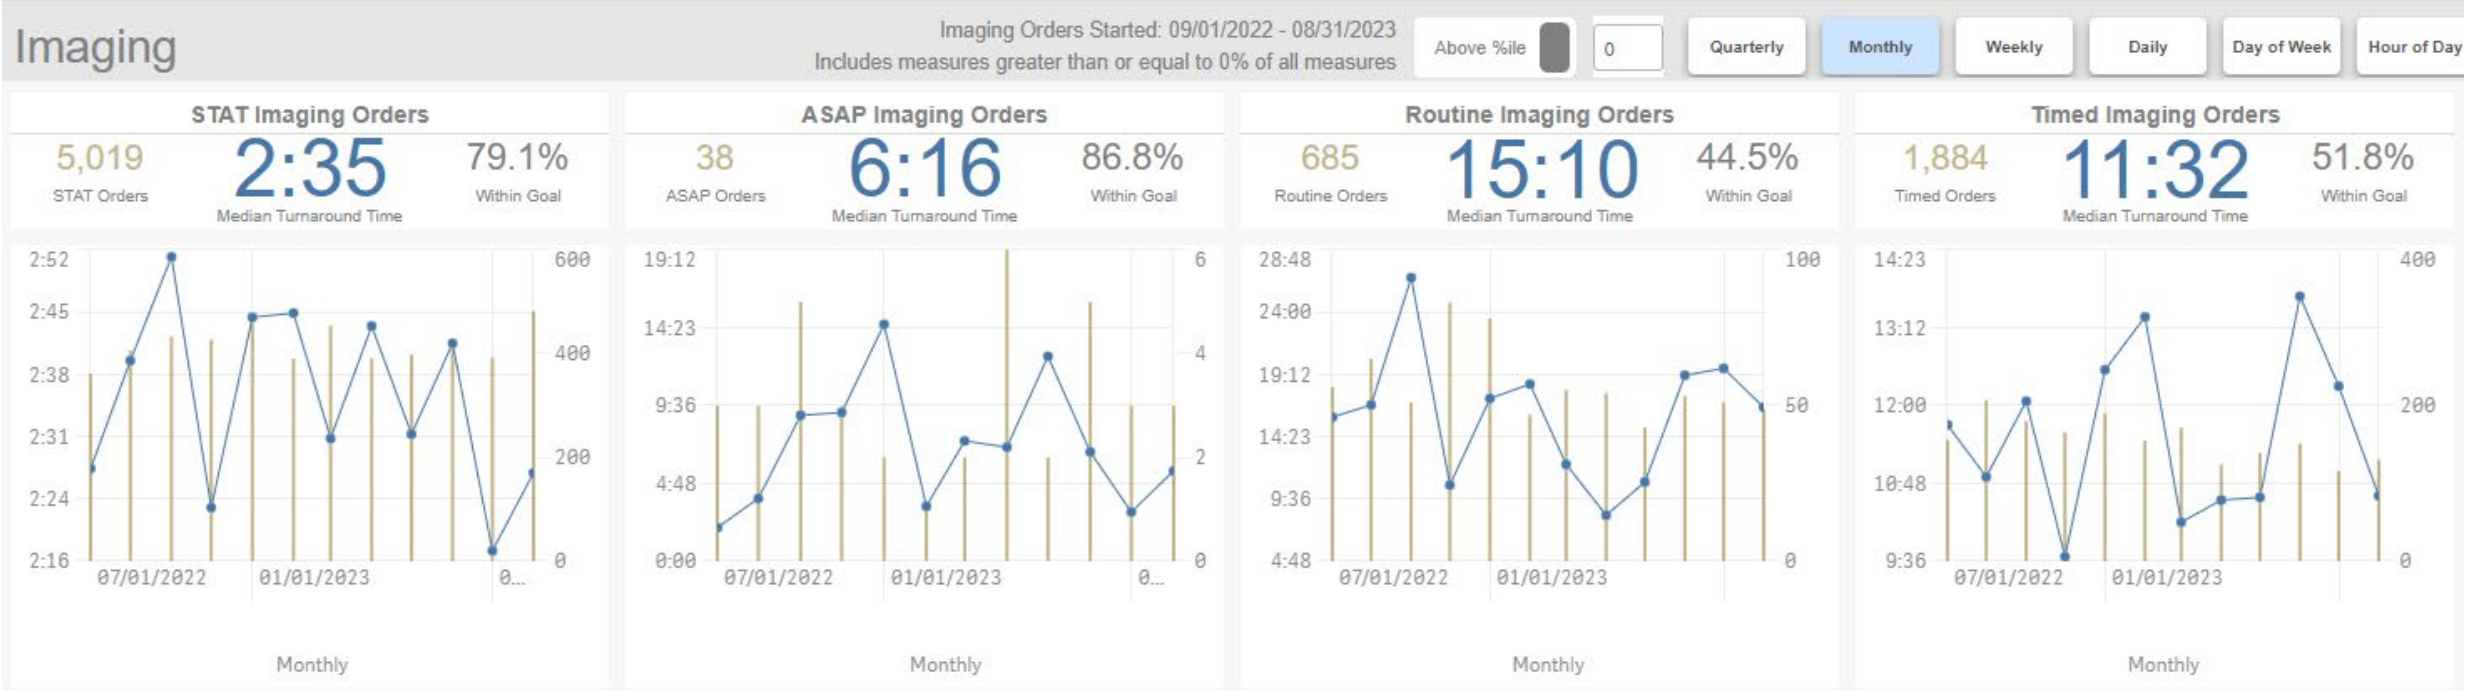 Imaging
Imaging Orders Started: 09/01/2022 - 08/31/2023
Includes measures greater than or equal to 0% of all measures
Above %ile
0
Quarterly
Monthly
Weekly
Daily
Day of Week
Hour of Day
STAT Imaging Orders
5,019
STAT Orders
2:35
Median Turnaround Time
79.1%
Within Goal
ASAP Imaging Orders
38
ASAP Orders
6:16
Median Turnaround Time
86.8%
Within Goal
Routine Imaging Orders
685
Routine Orders
15:10
Median Turnaround Time
44.5%
Within Goal
Timed Imaging Orders
1,884
Timed Orders
11:32
Median Turnaround Time
51.8%
Within Goal
2:52
2:45
2:38
2:31
2:24
2:16
600
400
200
0
07/01/2022
01/01/2023
0...
Monthly
19:12
14:23
9:36
4:48
0:00
6
4
2
0
07/01/2022
01/01/2023
0...
Monthly
28:48
24:00
19:12
14:23
9:36
4:48
100
50
0
07/01/2022
01/01/2023
Monthly
14:23
13:12
12:00
10:48
9:36
400
200
0
07/01/2022
01/01/2023
Monthly